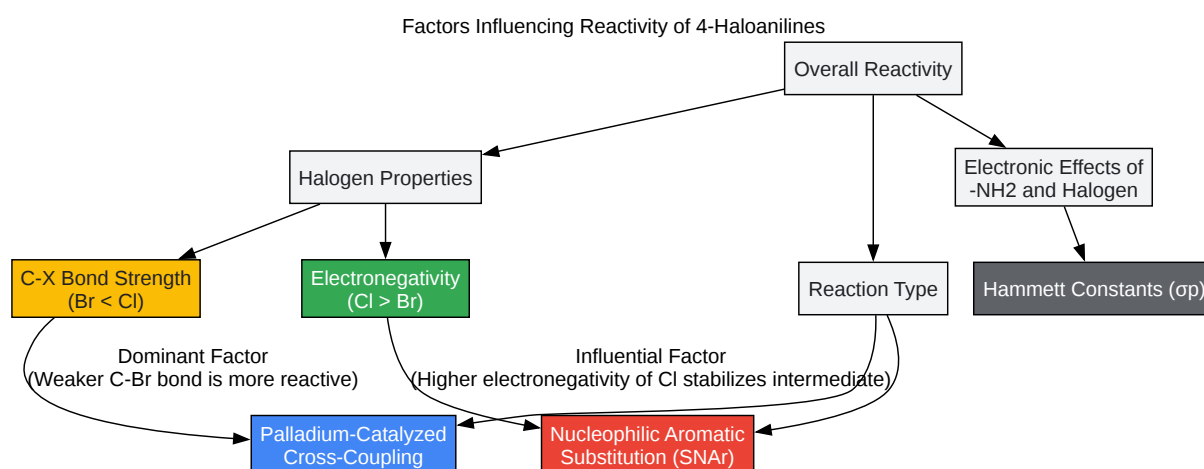 Factors Influencing Reactivity of 4-Haloanilines
Overall Reactivity
Halogen Properties
Electronic Effects of
-NH2 and Halogen
C-X Bond Strength
(Br < Cl)
Electronegativity
(Cl > Br)
Reaction Type
Hammett Constants (σp)
Dominant Factor
(Weaker C-Br bond is more reactive)
Influential Factor
(Higher electronegativity of Cl stabilizes intermediate)
Palladium-Catalyzed
Cross-Coupling
Nucleophilic Aromatic
Substitution (SNAr)